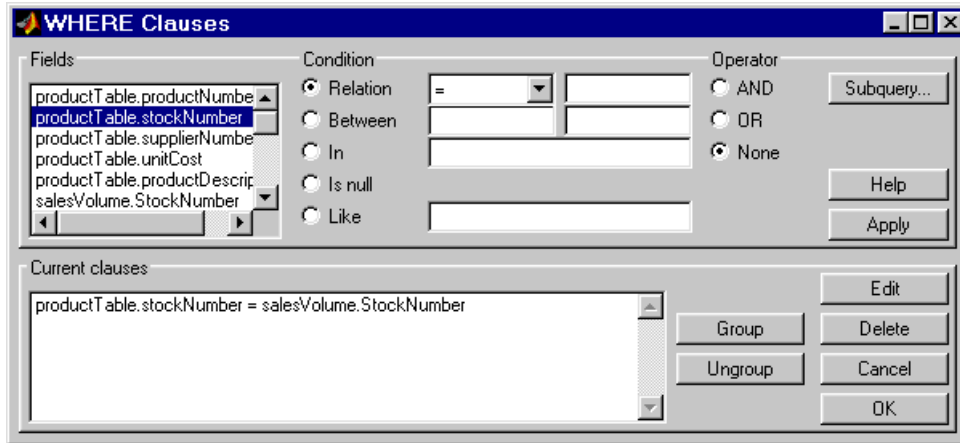 WHERE Clauses
Fields
productTable.productNumbe
productTable.stockNumber
productTable.supplierNumbe
productTable.unitCost
productTable.productDescrip
salesVolume.StockNumber
Condition
Relation =
Between
In
Is null
Like
Operator
AND
OR
None
Subquery...
Help
Apply
Current clauses
productTable.stockNumber = salesVolume.StockNumber
Group
Ungroup
Edit
Delete
Cancel
OK